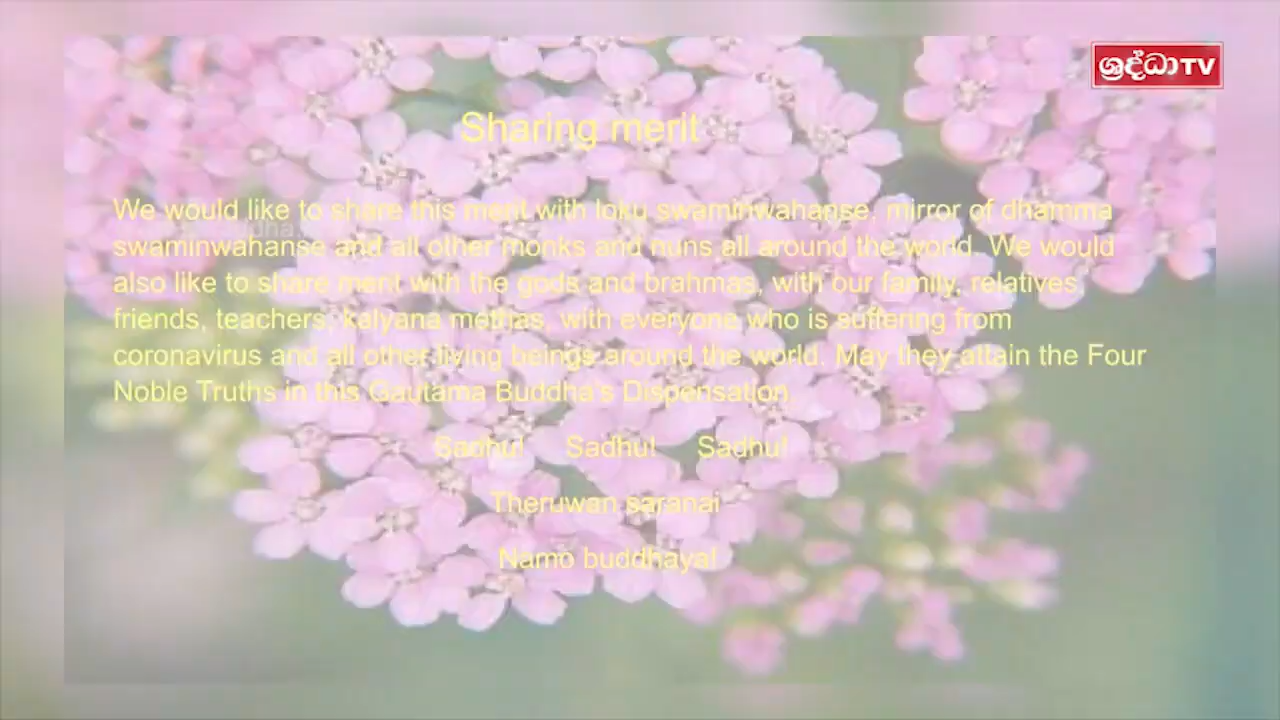 ශ්‍රද්ධාTV
Sharing merit
We would like to share this merit with loku swaminwahanse, mirror of dhamma
swaminwahanse and all other monks and nuns all around the world. We would
also like to share merit with the gods and brahmas, with our family, relatives,
friends, teachers, kalyana methas, with everyone who is suffering from
coronavirus and all other living beings around the world. May they attain the Four
Noble Truths in this Gautama Buddha's Dispensation.
Sadhu! Sadhu! Sadhu!
Theruwan saranai
Namo buddhaya!